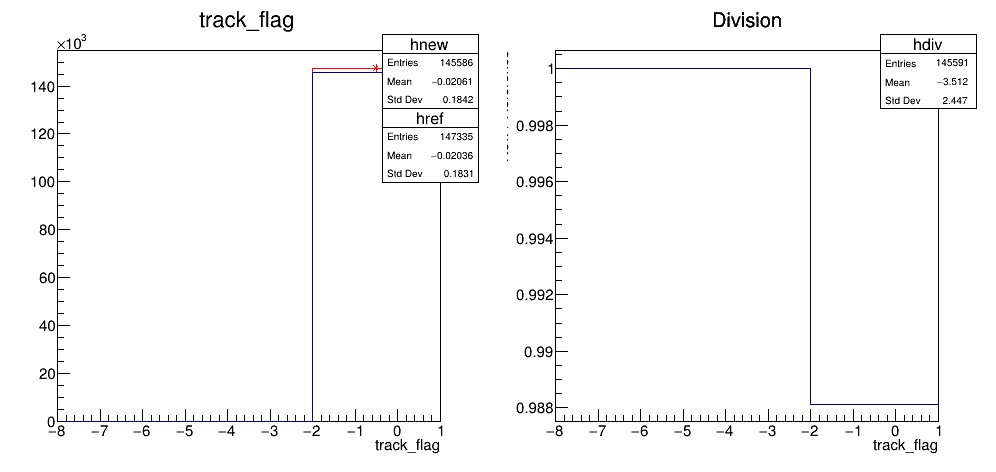 track_flag
×10³
140
120
100
80
60
40
20
0
−8 −7 −6 −5 −4 −3 −2 −1 0 1
track_flag
hnew
Entries 145586
Mean −0.02061
Std Dev 0.1842
href
Entries 147335
Mean −0.02036
Std Dev 0.1831
Division
1
0.998
0.996
0.994
0.992
0.99
0.988
−8 −7 −6 −5 −4 −3 −2 −1 0 1
track_flag
hdiv
Entries 145591
Mean −3.512
Std Dev 2.447